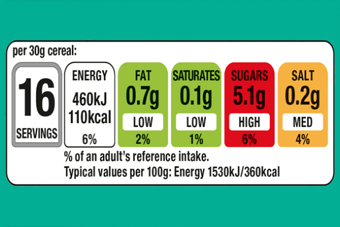 per 30g cereal:
16
SERVINGS
ENERGY
460kJ
110kcal
6%
FAT
0.7g
LOW
2%
SATURATES
0.1g
LOW
1%
SUGARS
5.1g
HIGH
6%
SALT
0.2g
MED
4%
% of an adult's reference intake.
Typical values per 100g: Energy 1530kJ/360kcal